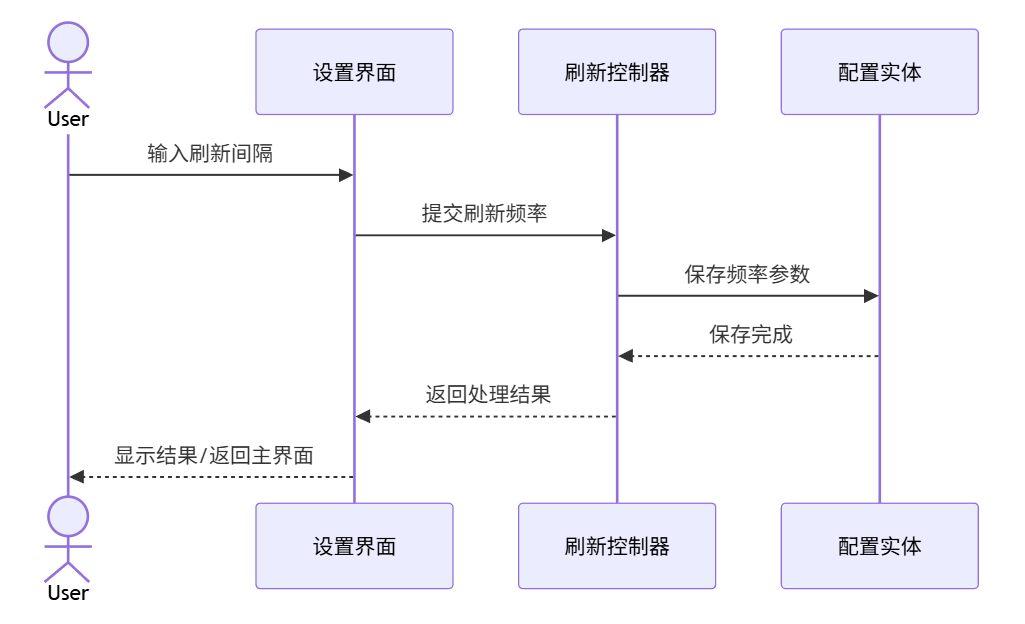 User
设置界面
刷新控制器
配置实体
输入刷新间隔
提交刷新频率
保存频率参数
保存完成
返回处理结果
显示结果/返回主界面
User
设置界面
刷新控制器
配置实体